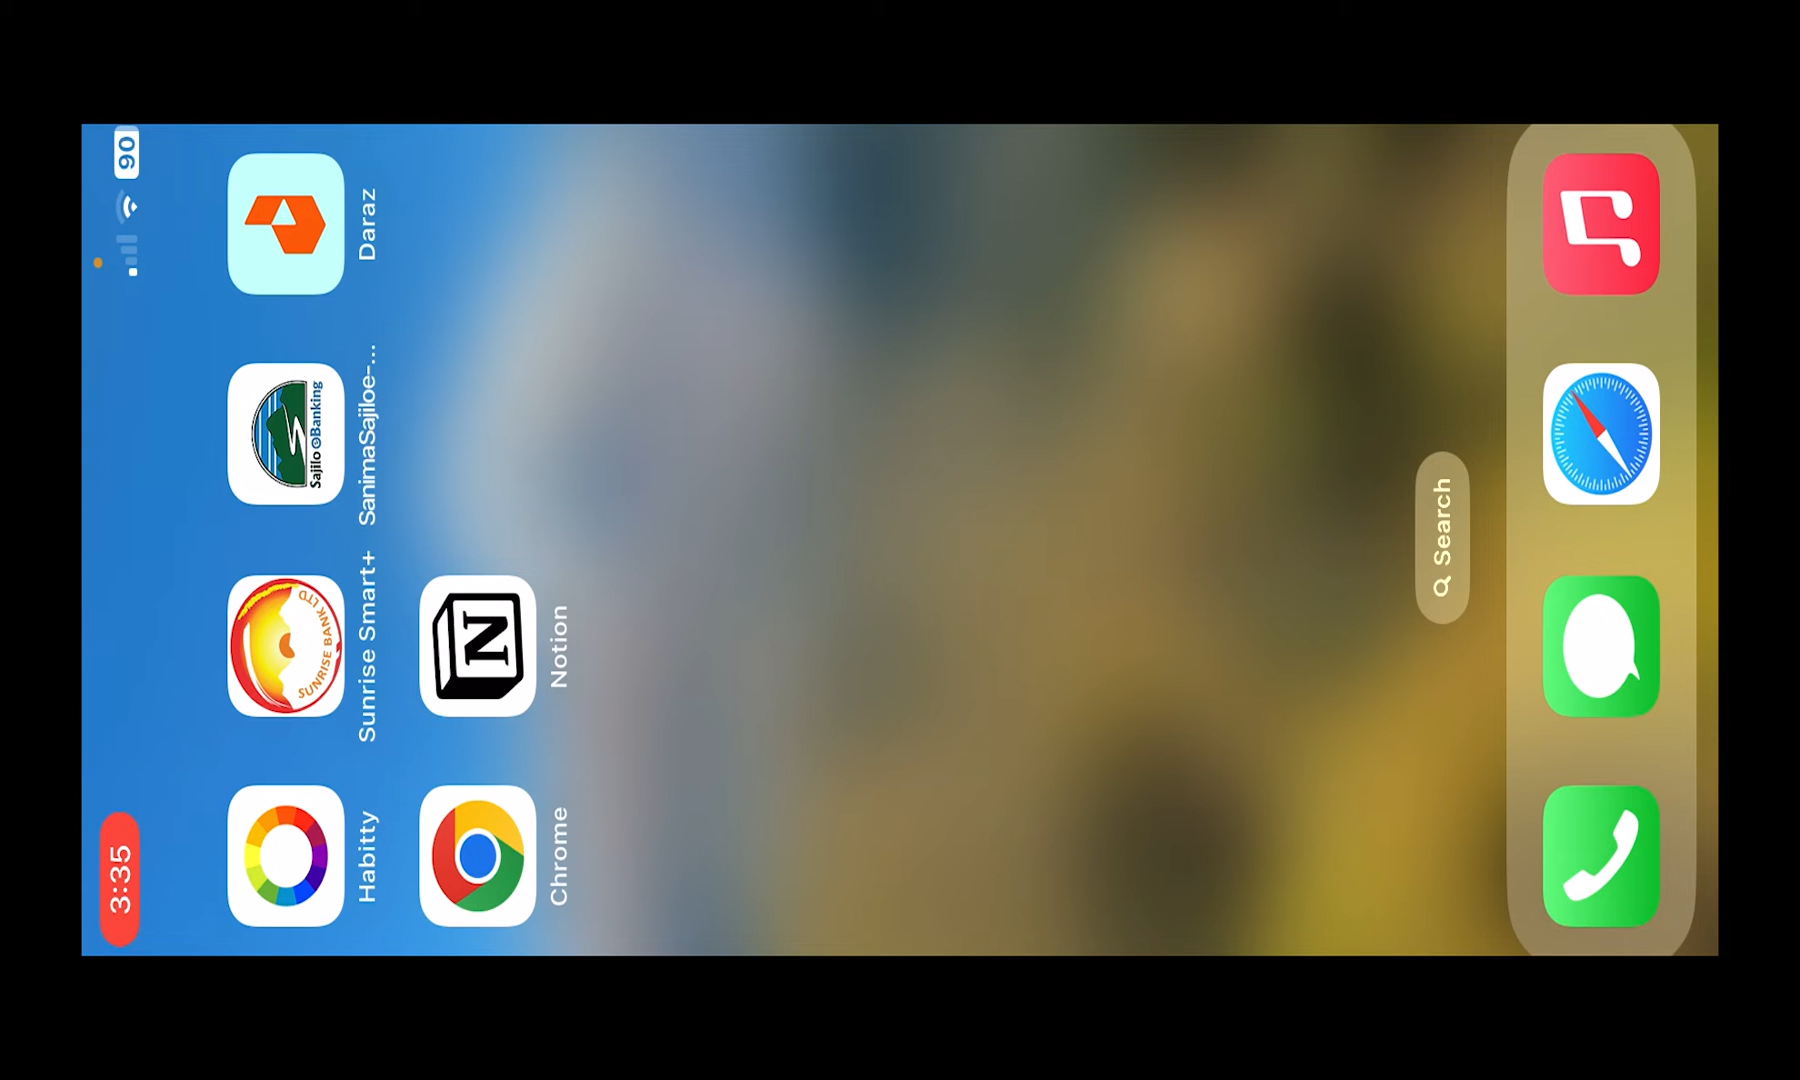 3:35
90
Habitty
Sunrise Smart+
SanimaSajiloe-...
Daraz
SUNRISE BANK LTD
Sajilo eBanking
Chrome
Notion
N
Search